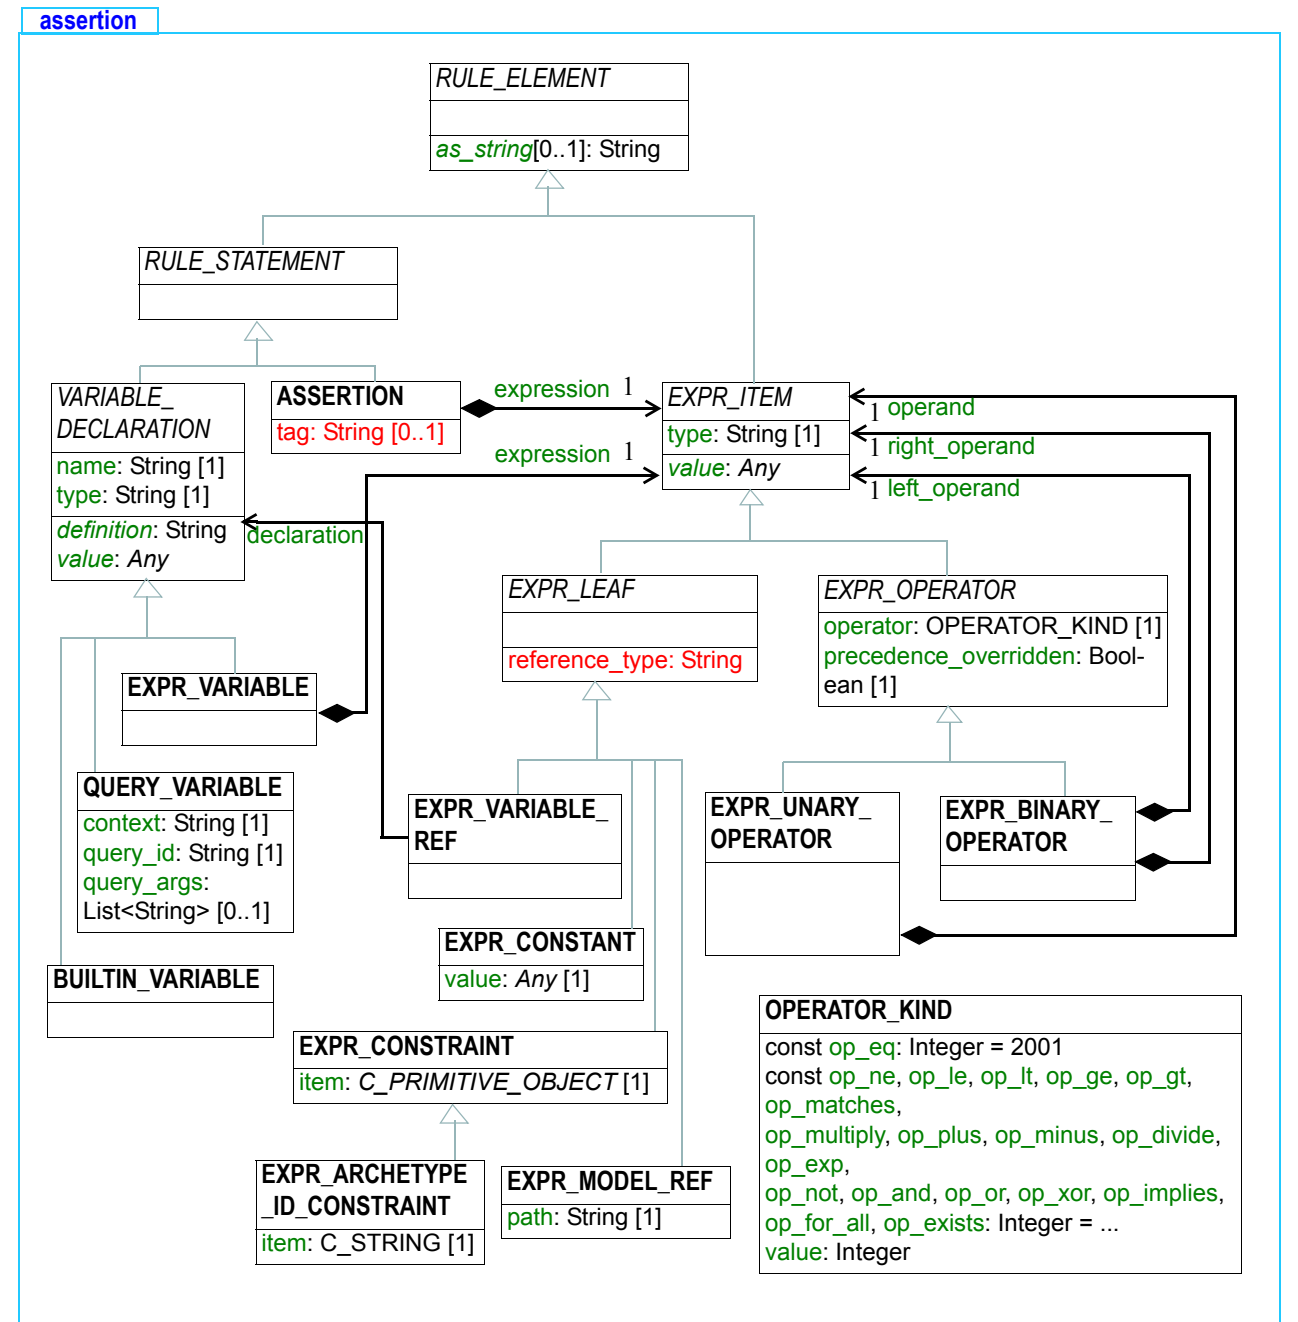 assertion
RULE_ELEMENT
as_string[0..1]: String
RULE_STATEMENT
VARIABLE_
DECLARATION
name: String [1]
type: String [1]
definition: String
value: Any
ASSERTION
tag: String [0..1]
expression 1
expression 1
declaration
EXPR_ITEM
type: String [1]
value: Any
1 operand
1 right_operand
1 left_operand
EXPR_LEAF
reference_type: String
EXPR_OPERATOR
operator: OPERATOR_KIND [1]
precedence_overridden: Bool-
ean [1]
EXPR_VARIABLE
QUERY_VARIABLE
context: String [1]
query_id: String [1]
query_args:
List<String> [0..1]
BUILTIN_VARIABLE
EXPR_VARIABLE_
REF
EXPR_UNARY_
OPERATOR
EXPR_BINARY_
OPERATOR
EXPR_CONSTANT
value: Any [1]
EXPR_CONSTRAINT
item: C_PRIMITIVE_OBJECT [1]
EXPR_ARCHETYPE
_ID_CONSTRAINT
item: C_STRING [1]
EXPR_MODEL_REF
path: String [1]
OPERATOR_KIND
const op_eq: Integer = 2001
const op_ne, op_le, op_lt, op_ge, op_gt,
op_matches,
op_multiply, op_plus, op_minus, op_divide,
op_exp,
op_not, op_and, op_or, op_xor, op_implies,
op_for_all, op_exists: Integer = ...
value: Integer